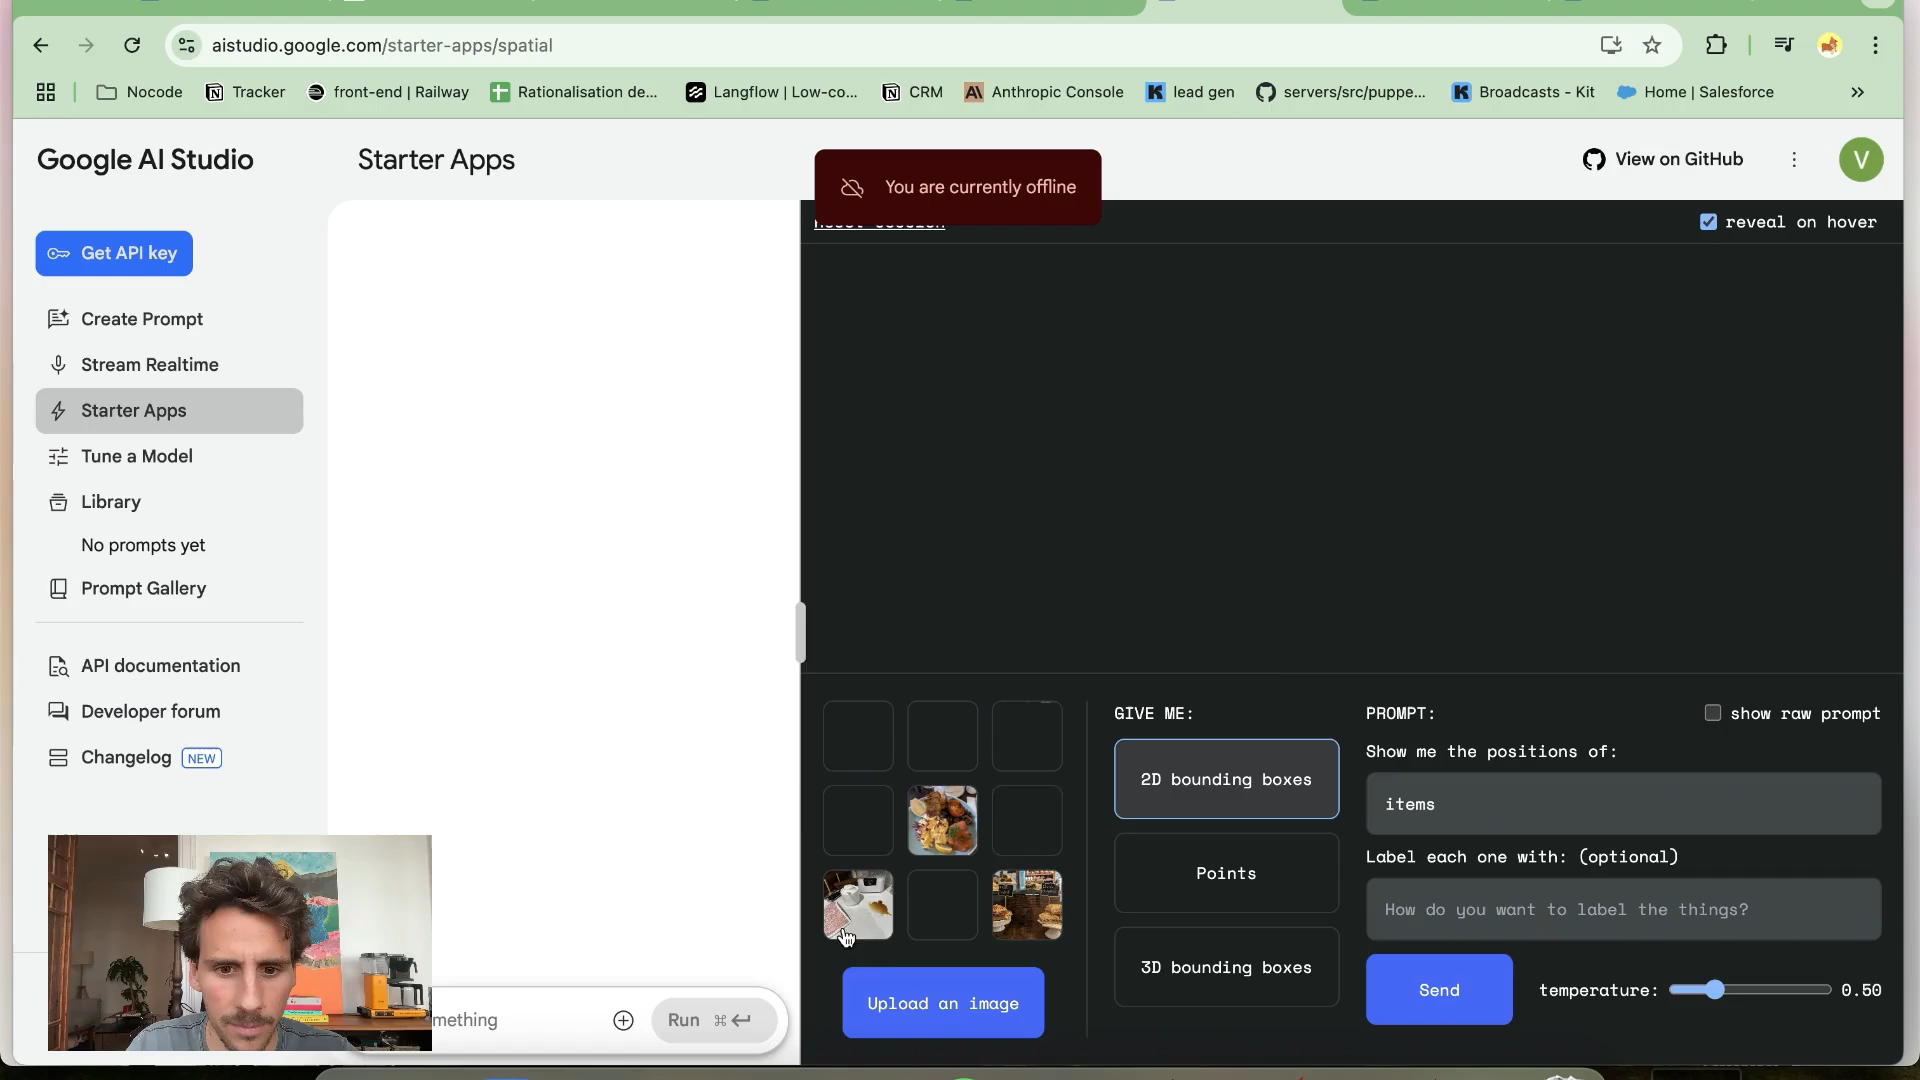 aistudio.google.com/starter-apps/spatial
Nocode
Tracker
front-end | Railway
Rationalisation de...
Langflow | Low-co...
CRM
Anthropic Console
lead gen
servers/src/puppe...
Broadcasts - Kit
Home | Salesforce
Google AI Studio
Starter Apps
You are currently offline
View on GitHub
V
reveal on hover
Get API key
Create Prompt
Stream Realtime
Starter Apps
Tune a Model
Library
No prompts yet
Prompt Gallery
API documentation
Developer forum
Changelog NEW
GIVE ME:
2D bounding boxes
Points
3D bounding boxes
PROMPT:
show raw prompt
Show me the positions of:
items
Label each one with: (optional)
How do you want to label the things?
Send
temperature: 0.50
Upload an image
mething
Run ⌘ ↵